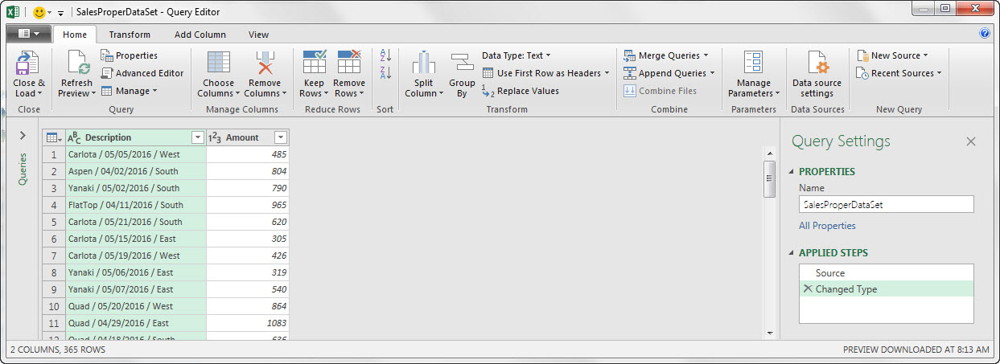 SalesProperDataSet - Query Editor
Home Transform Add Column View
Close & Load
Close
Refresh Preview
Properties
Advanced Editor
Manage
Query
Choose Columns
Remove Columns
Manage Columns
Keep Rows
Remove Rows
Reduce Rows
Sort
Split Column
Group By
Data Type: Text
Use First Row as Headers
Replace Values
Transform
Merge Queries
Append Queries
Combine Files
Combine
Manage Parameters
Parameters
Data source settings
Data Sources
New Source
Recent Sources
New Query
Queries
ABC Description 123 Amount
1 Carlota / 05/05/2016 / West 485
2 Aspen / 04/02/2016 / South 804
3 Yanaki / 05/02/2016 / South 790
4 FlatTop / 04/11/2016 / South 965
5 Carlota / 05/21/2016 / South 620
6 Carlota / 05/15/2016 / East 305
7 Carlota / 05/19/2016 / West 426
8 Yanaki / 05/06/2016 / East 319
9 Yanaki / 05/07/2016 / East 540
10 Quad / 05/20/2016 / West 864
11 Quad / 04/29/2016 / East 1083
12 Quad / 04/18/2016 / South 636
Query Settings
PROPERTIES
Name
SalesProperDataSet
All Properties
APPLIED STEPS
Source
Changed Type
2 COLUMNS, 365 ROWS
PREVIEW DOWNLOADED AT 8:13 AM